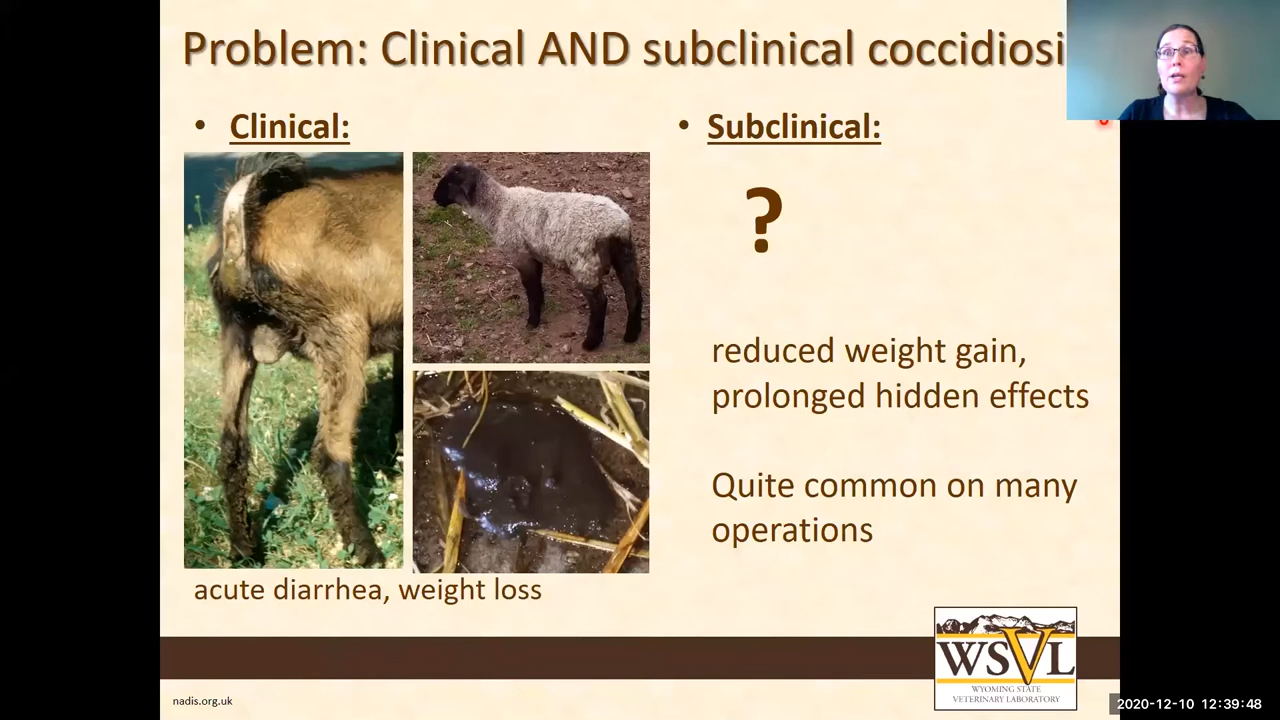 Problem: Clinical AND subclinical coccidiosi
• Clinical:
• Subclinical:
?
reduced weight gain,
prolonged hidden effects
Quite common on many
operations
acute diarrhea, weight loss
WSVL
WYOMING STATE
VETERINARY LABORATORY
nadis.org.uk
2020-12-10 12:39:48